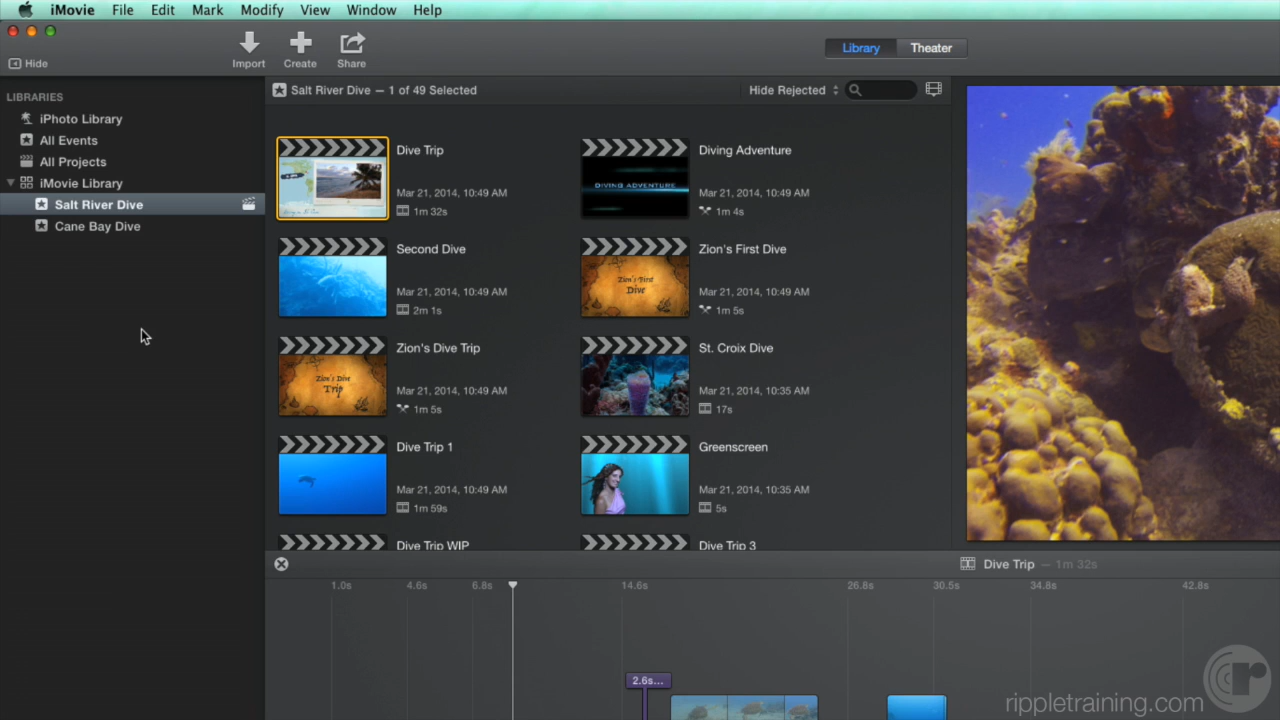 iMovie File Edit Mark Modify View Window Help
Hide
Import Create Share
Library Theater
LIBRARIES
iPhoto Library
All Events
All Projects
iMovie Library
Salt River Dive
Cane Bay Dive
Salt River Dive — 1 of 49 Selected
Hide Rejected
Dive Trip
Mar 21, 2014, 10:49 AM
1m 32s
DIVING ADVENTURE
Diving Adventure
Mar 21, 2014, 10:49 AM
1m 4s
Second Dive
Mar 21, 2014, 10:49 AM
2m 1s
Zion's First
Dive
Zion's First Dive
Mar 21, 2014, 10:49 AM
1m 5s
Zion's Dive
Trip
Zion's Dive Trip
Mar 21, 2014, 10:49 AM
1m 5s
St. Croix Dive
Mar 21, 2014, 10:35 AM
17s
Dive Trip 1
Mar 21, 2014, 10:49 AM
1m 59s
Greenscreen
Mar 21, 2014, 10:35 AM
5s
Dive Trip WIP
Dive Trip 3
Dive Trip — 1m 32s
1.0s 4.6s 6.8s 14.6s 26.8s 30.5s 34.8s 42.8s
2.6s...
rippletraining.com